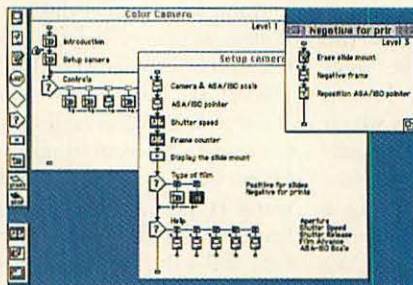 Color Camera
Level 1
Introduction
Setup camera
Controls
Setup camera
Camera & ASA/ISO scale
ASA/ISO pointer
Shutter speed
Frame counter
Display the slide mount
Type of film
Positive for slides
Negative for prints
Help
Aperture
Shutter Speed
Shutter Release
Film Advance
ASA-ISO Scale
Negative for prir
Level 3
Erase slide mount
Negative frame
Reposition ASA/ISO pointer